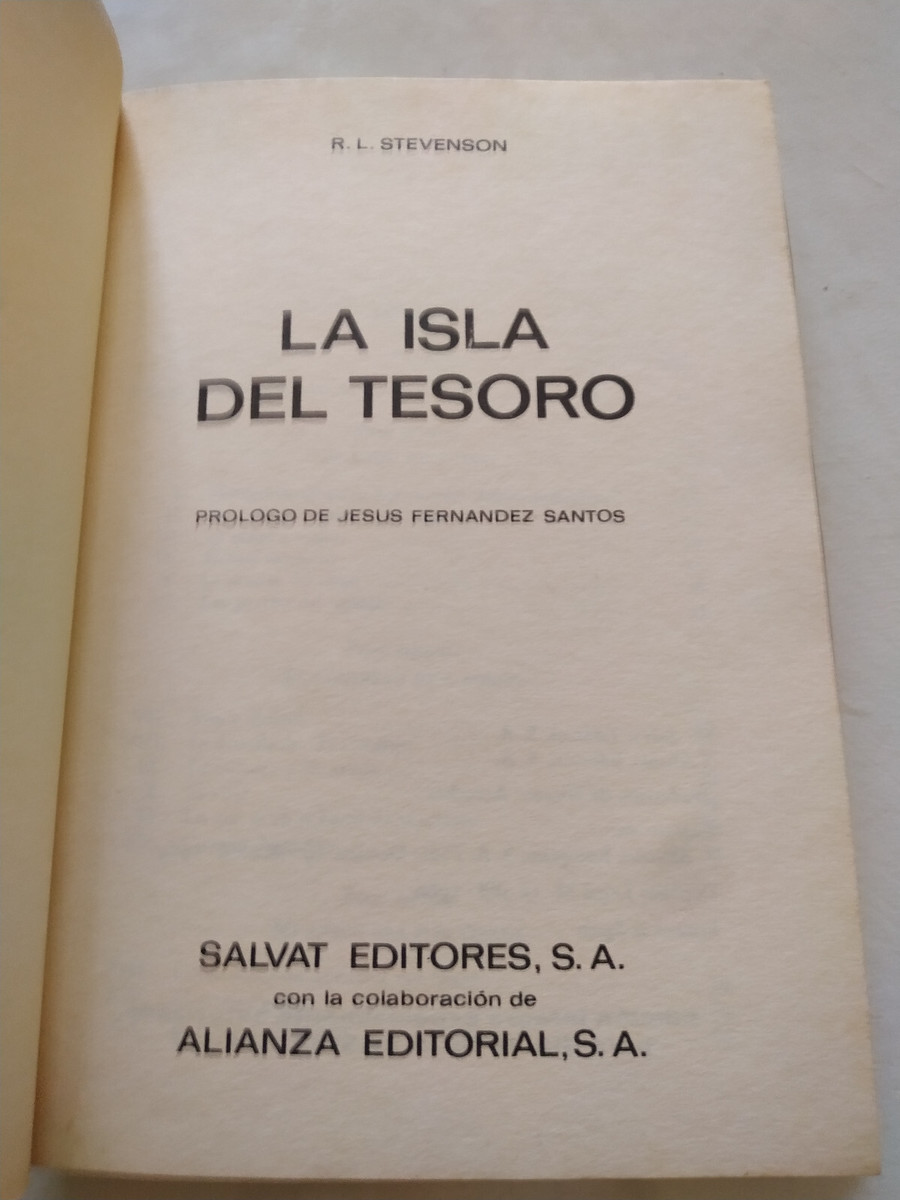 R. L. STEVENSON
LA ISLA
DEL TESORO
PROLOGO DE JESUS FERNANDEZ SANTOS
SALVAT EDITORES, S. A.
con la colaboración de
ALIANZA EDITORIAL, S. A.